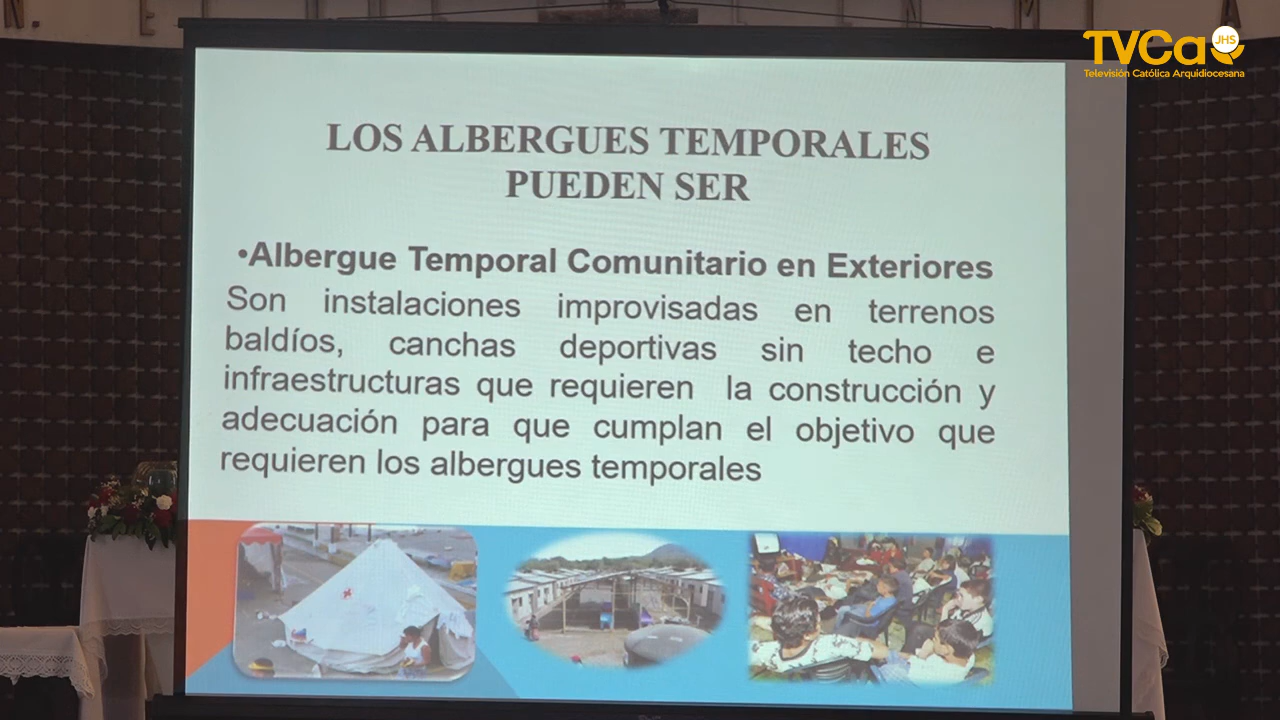 TVCa
JHS
Televisión Católica Arquidiocesana
LOS ALBERGUES TEMPORALES
PUEDEN SER
•Albergue Temporal Comunitario en Exteriores
Son instalaciones improvisadas en terrenos
baldíos, canchas deportivas sin techo e
infraestructuras que requieren la construcción y
adecuación para que cumplan el objetivo que
requieren los albergues temporales